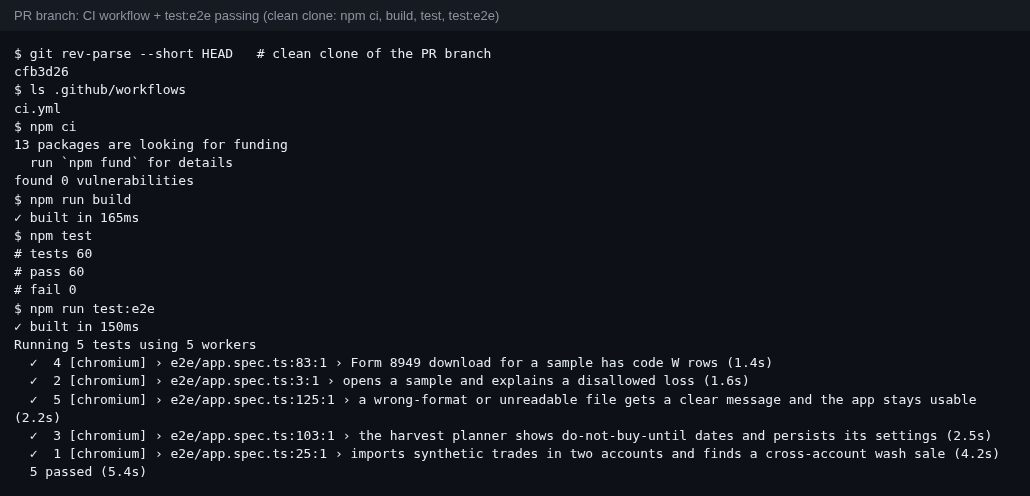 PR branch: CI workflow + test:e2e passing (clean clone: npm ci, build, test, test:e2e)
$ git rev-parse --short HEAD   # clean clone of the PR branch
cfb3d26
$ ls .github/workflows
ci.yml
$ npm ci
13 packages are looking for funding
  run `npm fund` for details
found 0 vulnerabilities
$ npm run build
✓ built in 165ms
$ npm test
# tests 60
# pass 60
# fail 0
$ npm run test:e2e
✓ built in 150ms
Running 5 tests using 5 workers
  ✓  4 [chromium] › e2e/app.spec.ts:83:1 › Form 8949 download for a sample has code W rows (1.4s)
  ✓  2 [chromium] › e2e/app.spec.ts:3:1 › opens a sample and explains a disallowed loss (1.6s)
  ✓  5 [chromium] › e2e/app.spec.ts:125:1 › a wrong-format or unreadable file gets a clear message and the app stays usable
(2.2s)
  ✓  3 [chromium] › e2e/app.spec.ts:103:1 › the harvest planner shows do-not-buy-until dates and persists its settings (2.5s)
  ✓  1 [chromium] › e2e/app.spec.ts:25:1 › imports synthetic trades in two accounts and finds a cross-account wash sale (4.2s)
  5 passed (5.4s)